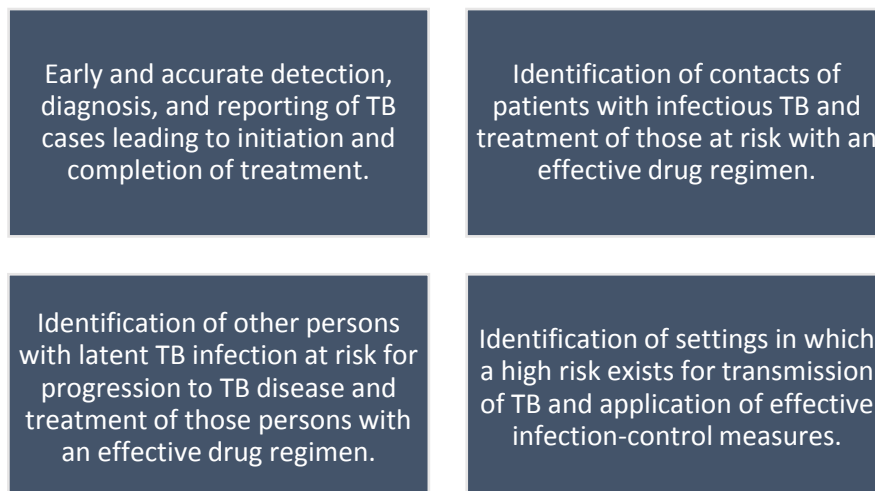 Early and accurate detection,
diagnosis, and reporting of TB
cases leading to initiation and
completion of treatment.
Identification of contacts of
patients with infectious TB and
treatment of those at risk with an
effective drug regimen.
Identification of other persons
with latent TB infection at risk for
progression to TB disease and
treatment of those persons with
an effective drug regimen.
Identification of settings in which
a high risk exists for transmission
of TB and application of effective
infection-control measures.